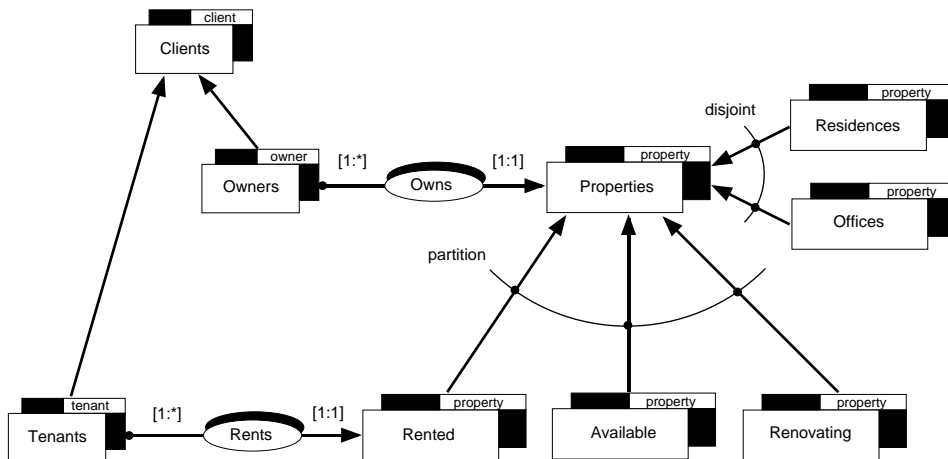 client
Clients
property
disjoint
Residences
owner
[1:*]
[1:1]
property
Owners
Owns
Properties
property
Offices
partition
tenant
[1:*]
[1:1]
property
property
property
Tenants
Rents
Rented
Available
Renovating